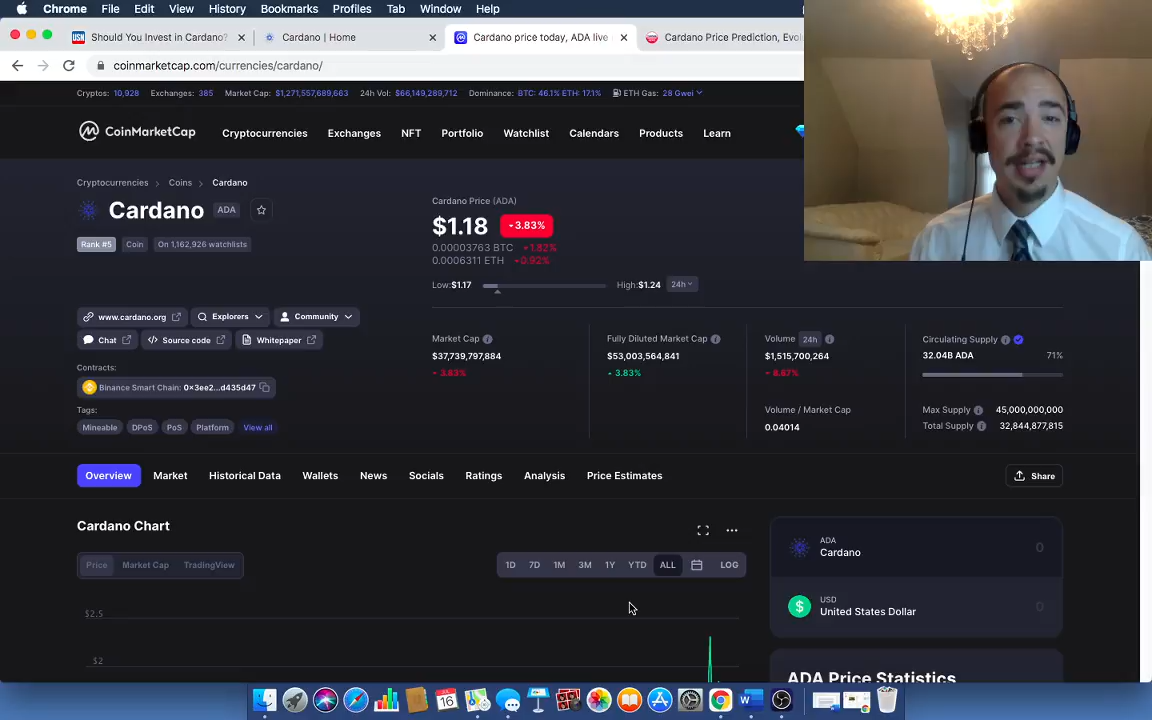 Chrome File Edit View History Bookmarks Profiles Tab Window Help
USN Should You Invest in Cardano? Cardano | Home Cardano price today, ADA live Cardano Price Prediction, Evol
coinmarketcap.com/currencies/cardano/
Cryptos: 10,928 Exchanges: 385 Market Cap: $1,271,557,689,663 24h Vol: $66,149,289,712 Dominance: BTC: 46.1% ETH: 17.1% ETH Gas: 28 Gwei
CoinMarketCap Cryptocurrencies Exchanges NFT Portfolio Watchlist Calendars Products Learn
Cryptocurrencies Coins Cardano
Cardano ADA
Rank #5 Coin On 1,162,926 watchlists
Cardano Price (ADA)
$1.18 3.83%
0.00003763 BTC 1.82%
0.0006311 ETH 0.92%
Low: $1.17 High: $1.24 24h
www.cardano.org Explorers Community
Chat Source code Whitepaper
Contracts:
Binance Smart Chain: 0x3ee2...d435d47
Tags:
Mineable DPoS PoS Platform View all
Market Cap
$37,739,797,884
3.83%
Fully Diluted Market Cap
$53,003,564,841
3.83%
Volume 24h
$1,515,700,264
8.67%
Volume / Market Cap
0.04014
Circulating Supply
32.04B ADA 71%
Max Supply 45,000,000,000
Total Supply 32,844,877,815
Overview Market Historical Data Wallets News Socials Ratings Analysis Price Estimates Share
Cardano Chart
Price Market Cap TradingView 1D 7D 1M 3M 1Y YTD ALL LOG
$2.5
$2
ADA
Cardano 0
USD
United States Dollar 0
ADA Price Statistics
16